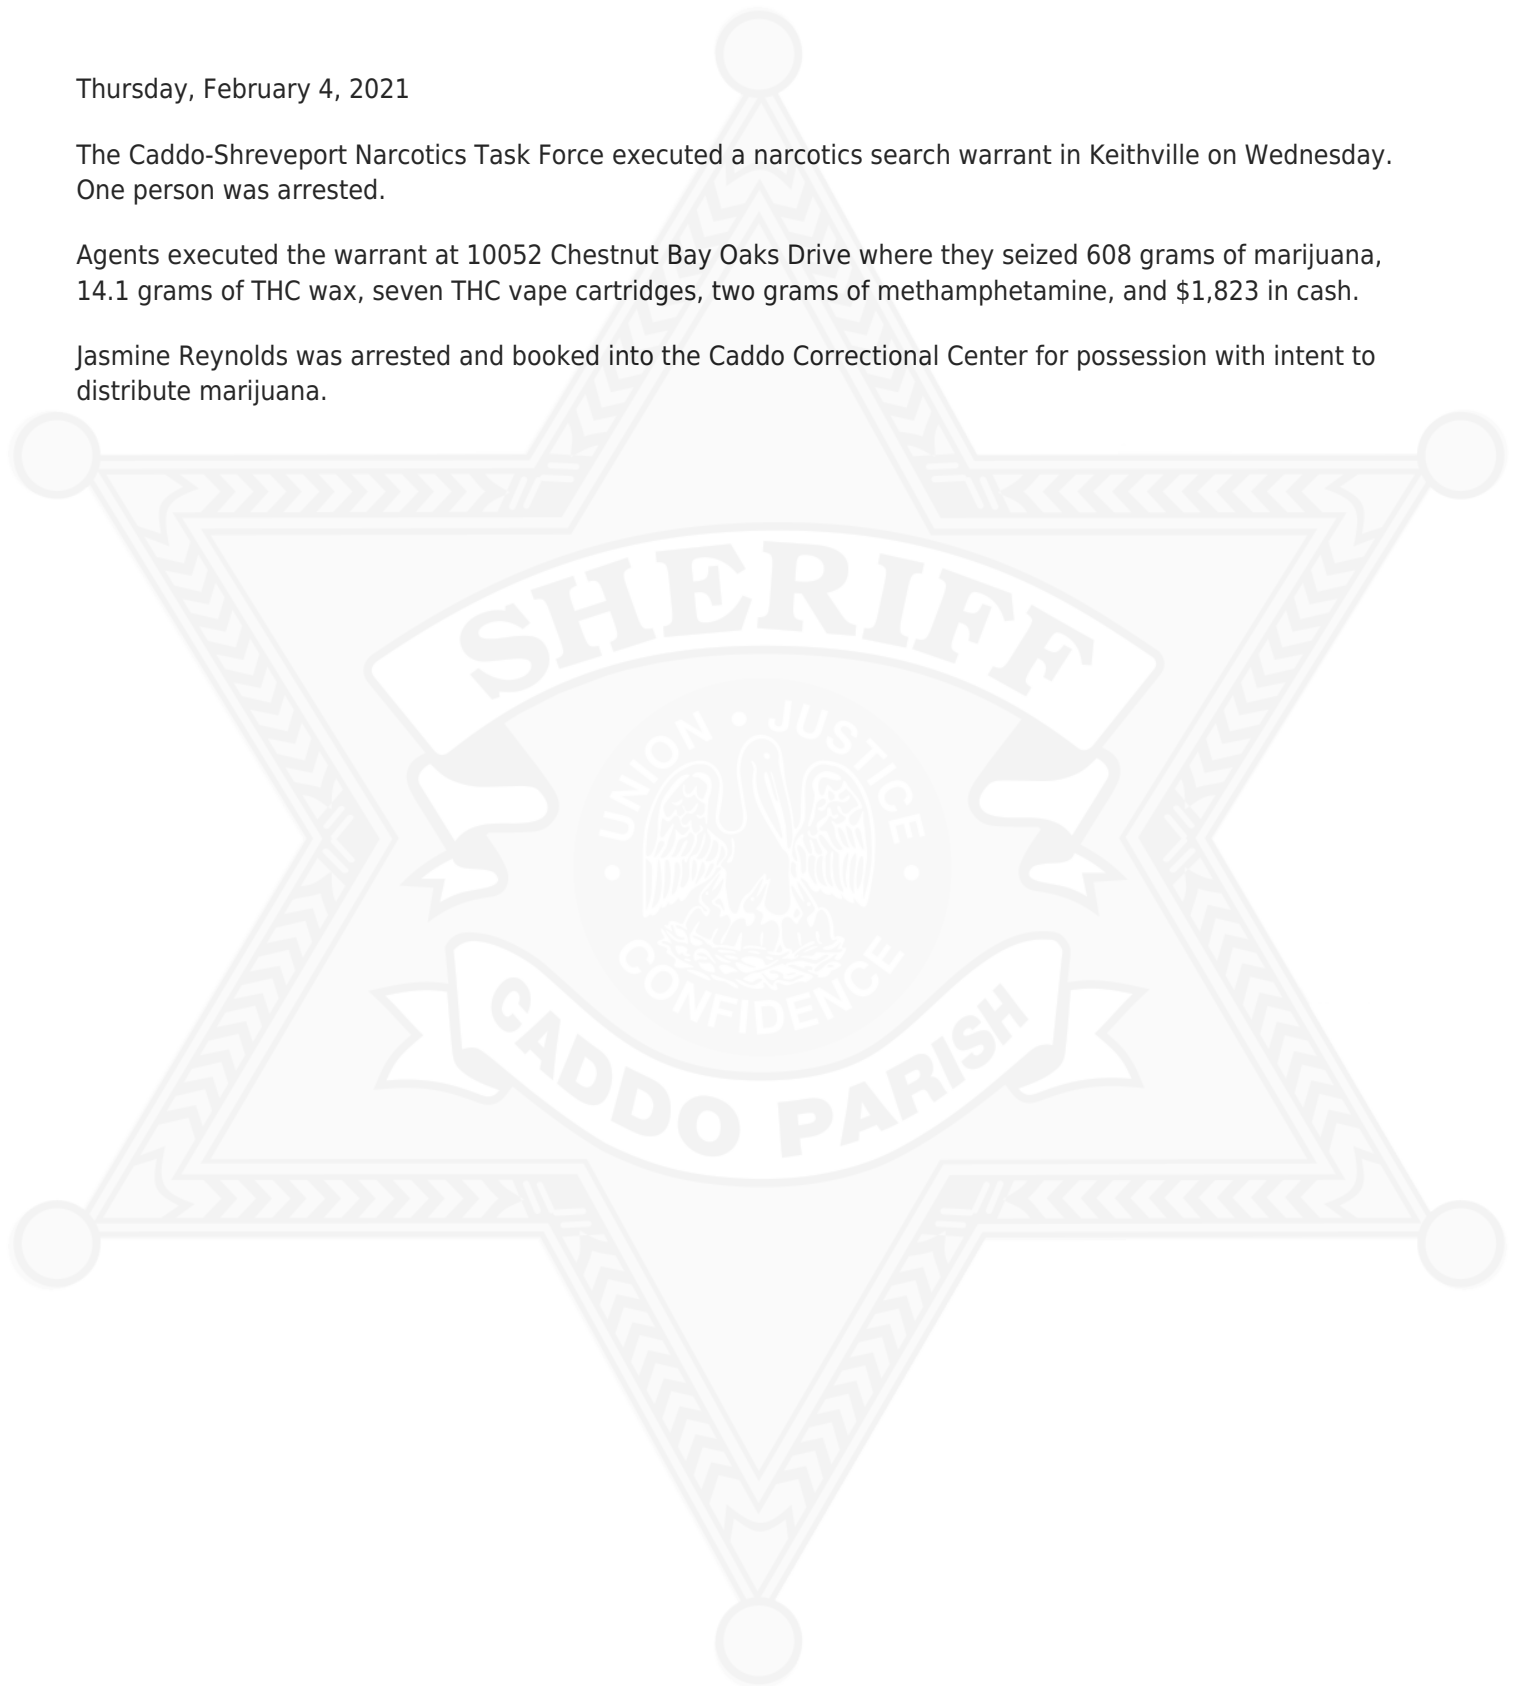 Thursday, February 4, 2021
The Caddo-Shreveport Narcotics Task Force executed a narcotics search warrant in Keithville on Wednesday.
One person was arrested.
Agents executed the warrant at 10052 Chestnut Bay Oaks Drive where they seized 608 grams of marijuana,
14.1 grams of THC wax, seven THC vape cartridges, two grams of methamphetamine, and $1,823 in cash.
Jasmine Reynolds was arrested and booked into the Caddo Correctional Center for possession with intent to
distribute marijuana.
SHERIFF
UNION • JUSTICE
• CONFIDENCE •
CADDO PARISH